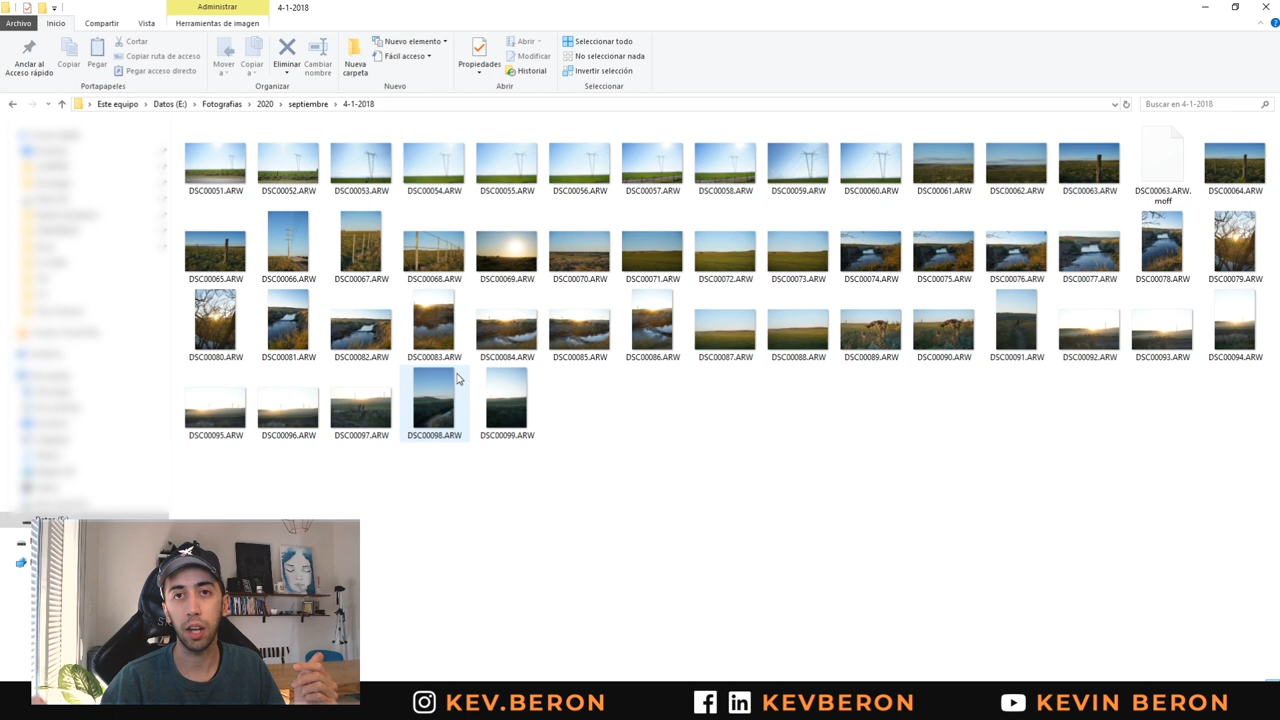 Administrar
4-1-2018
Archivo
Inicio
Compartir
Vista
Herramientas de imagen
Anclar al
Acceso rápido
Copiar
Pegar
Cortar
Copiar ruta de acceso
Pegar acceso directo
Portapapeles
Mover
a
Copiar
a
Eliminar
Cambiar
nombre
Organizar
Nueva
carpeta
Nuevo elemento
Fácil acceso
Nuevo
Propiedades
Abrir
Modificar
Historial
Abrir
Seleccionar todo
No seleccionar nada
Invertir selección
Seleccionar
Este equipo > Datos (E:) > Fotografias > 2020 > septiembre > 4-1-2018
Buscar en 4-1-2018
DSC00051.ARW DSC00052.ARW DSC00053.ARW DSC00054.ARW DSC00055.ARW DSC00056.ARW DSC00057.ARW DSC00058.ARW DSC00059.ARW DSC00060.ARW DSC00061.ARW DSC00062.ARW DSC00063.ARW DSC00063.ARW. DSC00064.ARW
moff
DSC00065.ARW DSC00066.ARW DSC00067.ARW DSC00068.ARW DSC00069.ARW DSC00070.ARW DSC00071.ARW DSC00072.ARW DSC00073.ARW DSC00074.ARW DSC00075.ARW DSC00076.ARW DSC00077.ARW DSC00078.ARW DSC00079.ARW
DSC00080.ARW DSC00081.ARW DSC00082.ARW DSC00083.ARW DSC00084.ARW DSC00085.ARW DSC00086.ARW DSC00087.ARW DSC00088.ARW DSC00089.ARW DSC00090.ARW DSC00091.ARW DSC00092.ARW DSC00093.ARW DSC00094.ARW
DSC00095.ARW DSC00096.ARW DSC00097.ARW DSC00098.ARW DSC00099.ARW
KEV.BERON
KEVBERON
KEVIN BERON